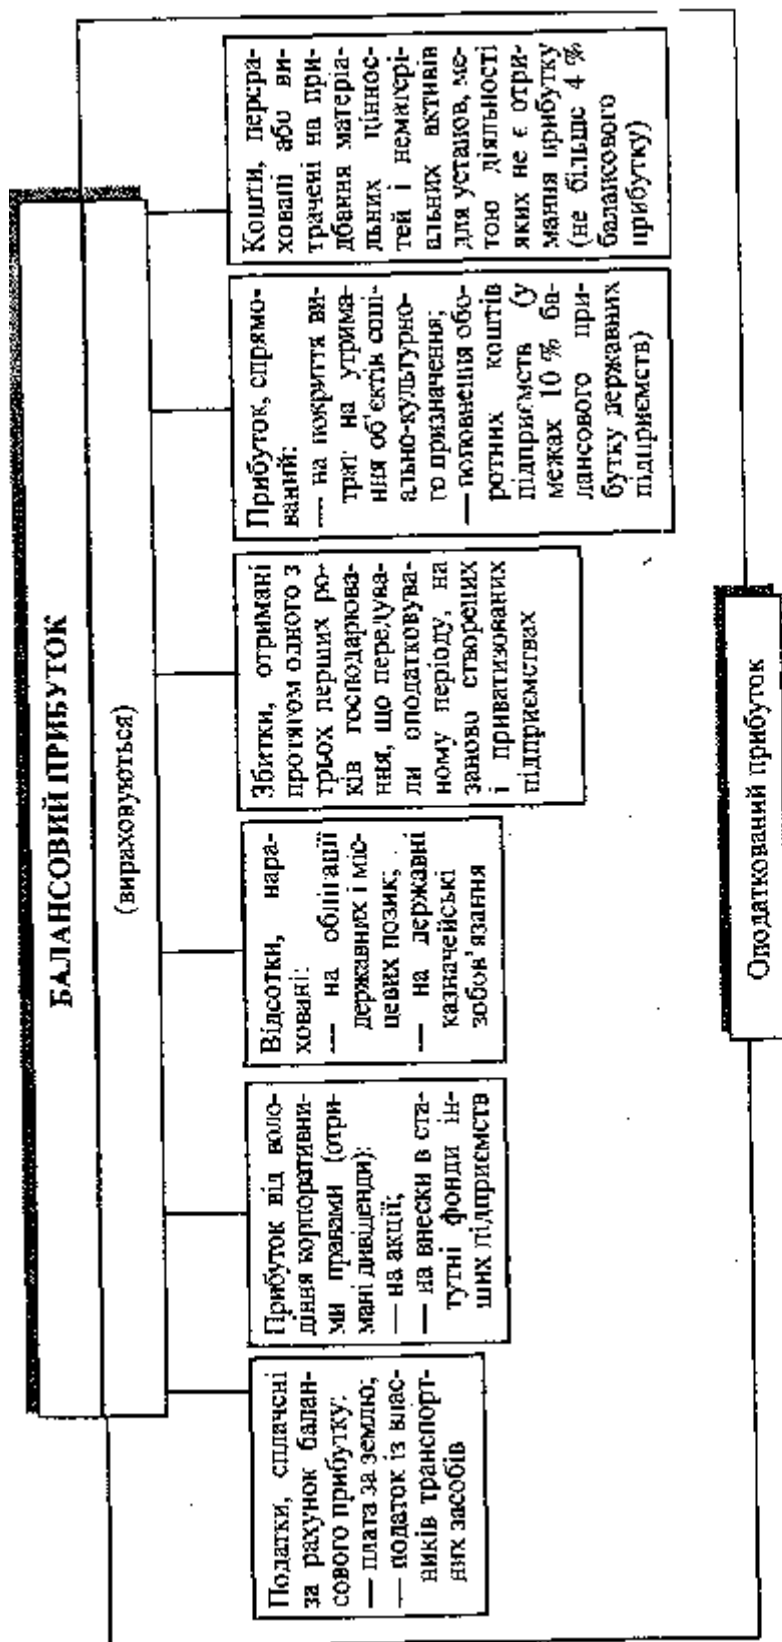 БАЛАНСОВИЙ ПРИБУТОК
(вираховуються)
Податки, сплачені
за рахунок балан-
сового прибутку:
— плата за землю;
— податок із влас-
ників транспорт-
них засобів
Прибуток від воло-
діння корпоративни-
ми правами (отри-
мані дивіденди):
— на акції;
— на внески в ста-
тутні фонди ін-
ших підприємств
Відсотки, нара-
ховані:
— на облігації
державних і міс-
цевих позик;
— на державні
казначейські
зобов'язання
Збитки, отримані
протягом одного з
трьох перших ро-
ків господарюва-
ння, що передува-
ли оподатковува-
ному періоду, на
заново створених
і приватизованих
підприємствах
Прибуток, спрямо-
ваний:
— на покриття ви-
трат на утрима-
ння об'єктів соці-
ально-культурно-
го призначення;
— поповнення обо-
ротних коштів
підприємств (у
межах 10 % ба-
лансового при-
бутку державних
підприємств)
Кошти, перера-
ховані або ви-
трачені на при-
дбання матеріа-
льних ціннос-
тей і нематері-
альних активів
для установ, ме-
тою діяльності
яких не є отри-
мання прибутку
(не більше 4 %
балансового
прибутку)
Оподаткований прибуток